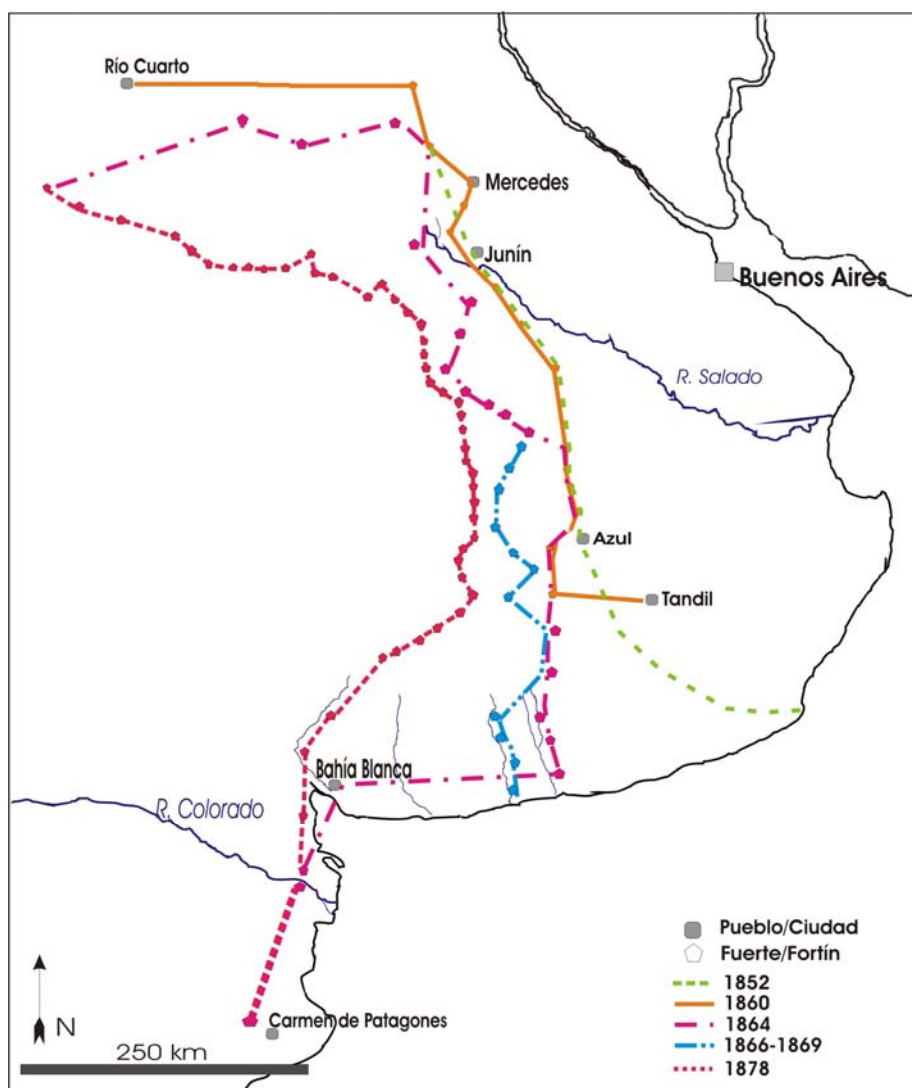 Río Cuarto
Mercedes
Junín
Buenos Aires
R. Salado
Azul
Tandil
Bahía Blanca
R. Colorado
Carmen de Patagones
N
250 km
Pueblo/Ciudad
Fuerte/Fortín
1852
1860
1864
1866-1869
1878